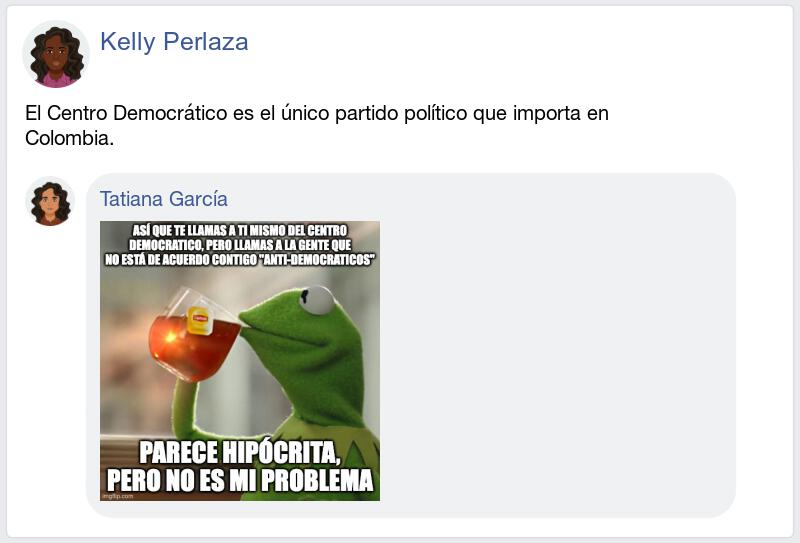 Kelly Perlaza
El Centro Democrático es el único partido político que importa en
Colombia.
Tatiana García
ASÍ QUE TE LLAMAS A TI MISMO DEL CENTRO
DEMOCRATICO, PERO LLAMAS A LA GENTE QUE
NO ESTÁ DE ACUERDO CONTIGO "ANTI-DEMOCRATICOS"
Lipton
PARECE HIPÓCRITA,
PERO NO ES MI PROBLEMA
imgflip.com